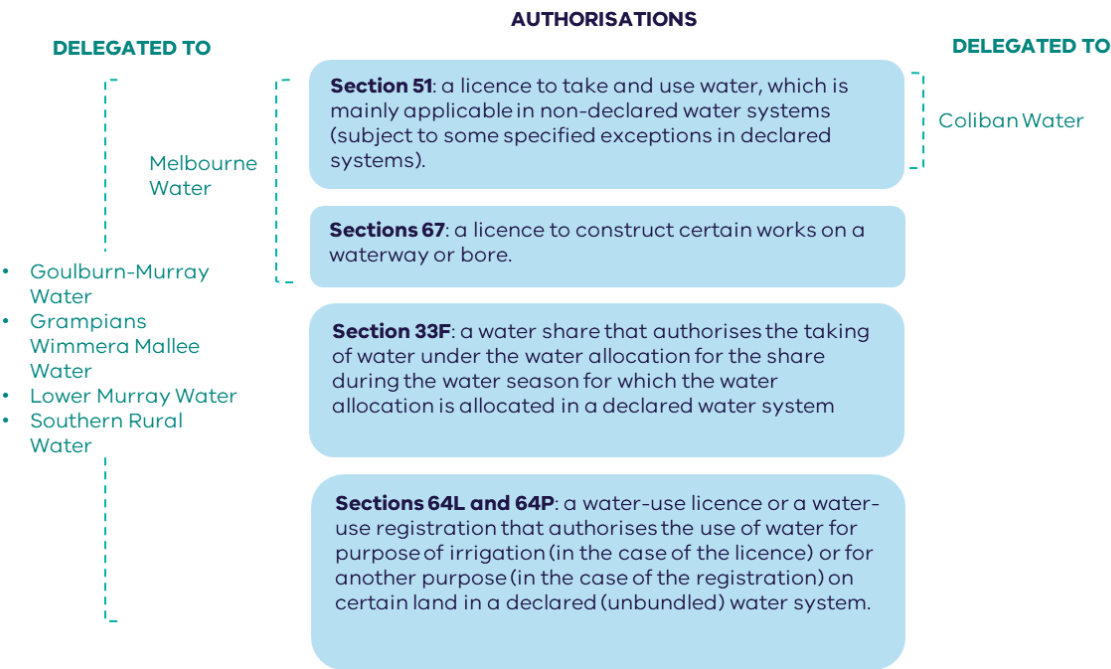 AUTHORISATIONS
DELEGATED TO
DELEGATED TO
Melbourne
Water
• Goulburn-Murray
Water
• Grampians
Wimmera Mallee
Water
• Lower Murray Water
• Southern Rural
Water
Section 51: a licence to take and use water, which is
mainly applicable in non-declared water systems
(subject to some specified exceptions in declared
systems).
Coliban Water
Sections 67: a licence to construct certain works on a
waterway or bore.
Section 33F: a water share that authorises the taking
of water under the water allocation for the share
during the water season for which the water
allocation is allocated in a declared water system
Sections 64L and 64P: a water-use licence or a water-
use registration that authorises the use of water for
purpose of irrigation (in the case of the licence) or for
another purpose (in the case of the registration) on
certain land in a declared (unbundled) water system.